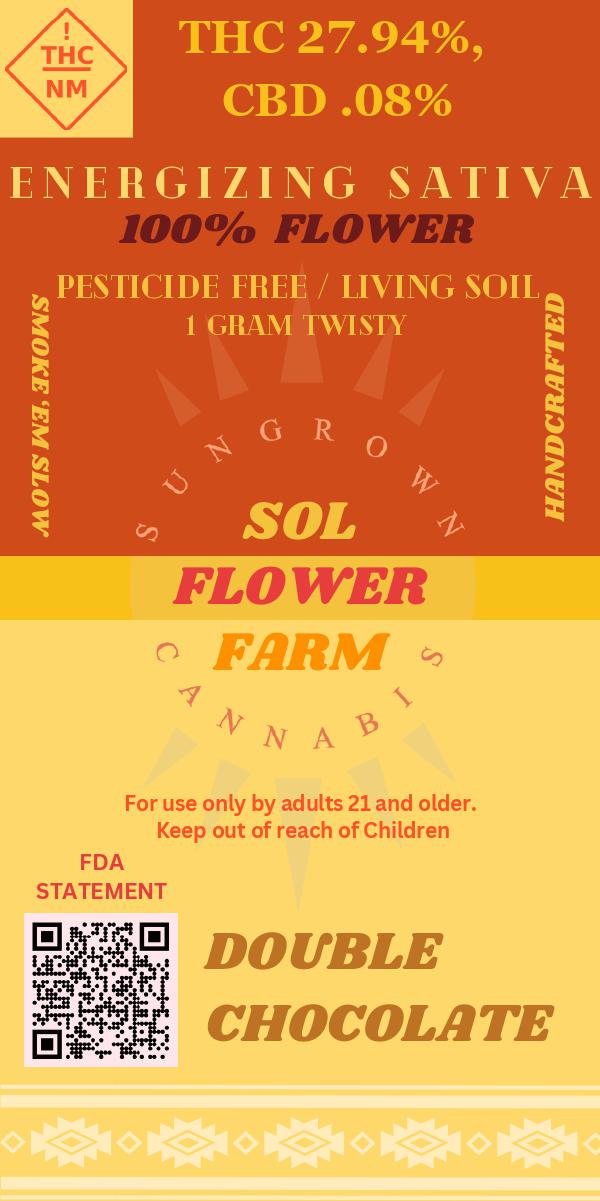 !
THC
NM
THC 27.94%,
CBD .08%
ENERGIZING SATIVA
100% FLOWER
PESTICIDE FREE / LIVING SOIL
1 GRAM TWISTY
SMOKE 'EM SLOW
HANDCRAFTED
SUNGROWN
SOL
FLOWER
FARM
CANNABIS
For use only by adults 21 and older.
Keep out of reach of Children
FDA
STATEMENT
DOUBLE
CHOCOLATE